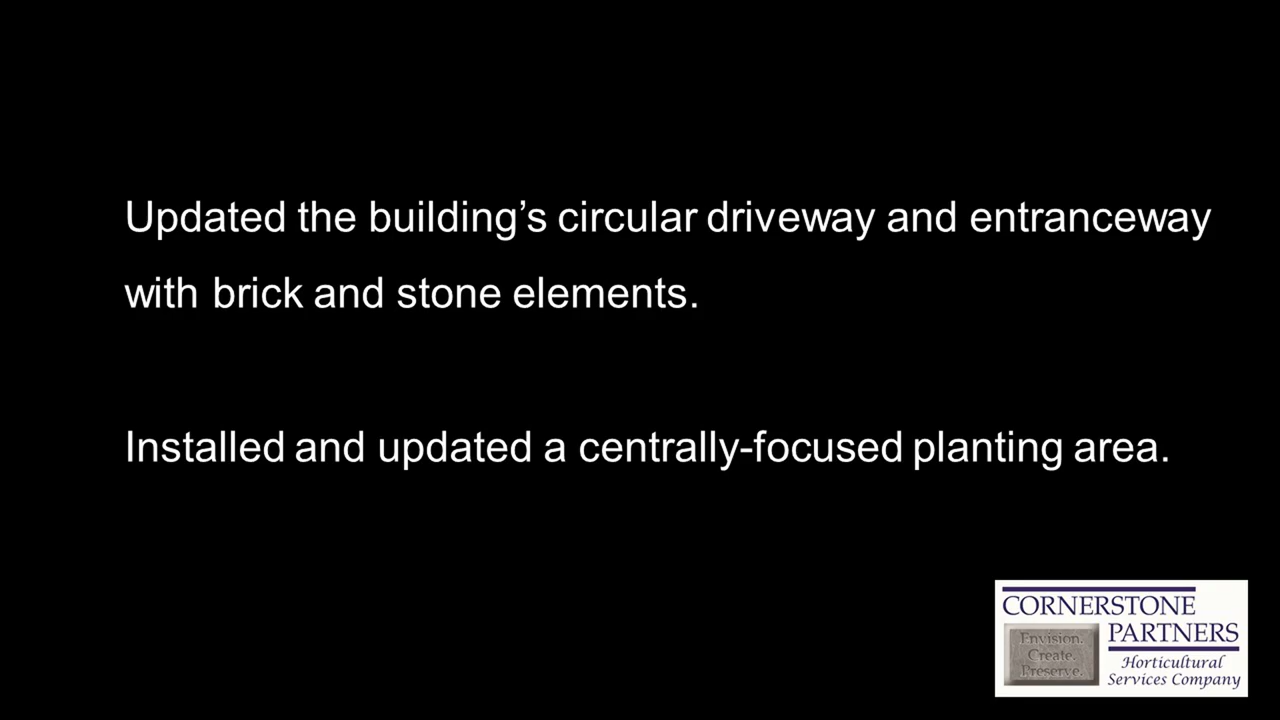 Updated the building’s circular driveway and entranceway
with brick and stone elements.
Installed and updated a centrally-focused planting area.
CORNERSTONE
PARTNERS
Envision.
Create.
Preserve.
Horticultural
Services Company